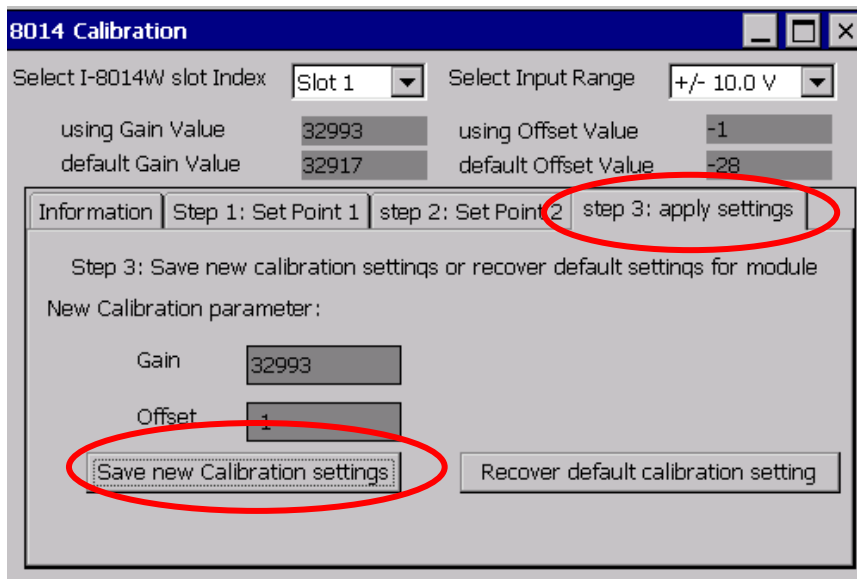 8014 Calibration
Select I-8014W slot Index Slot 1 Select Input Range +/- 10.0 V
using Gain Value 32993 using Offset Value -1
default Gain Value 32917 default Offset Value -28
Information Step 1: Set Point 1 step 2: Set Point 2 step 3: apply settings
Step 3: Save new calibration settings or recover default settings for module
New Calibration parameter:
Gain 32993
Offset -1
Save new Calibration settings Recover default calibration setting